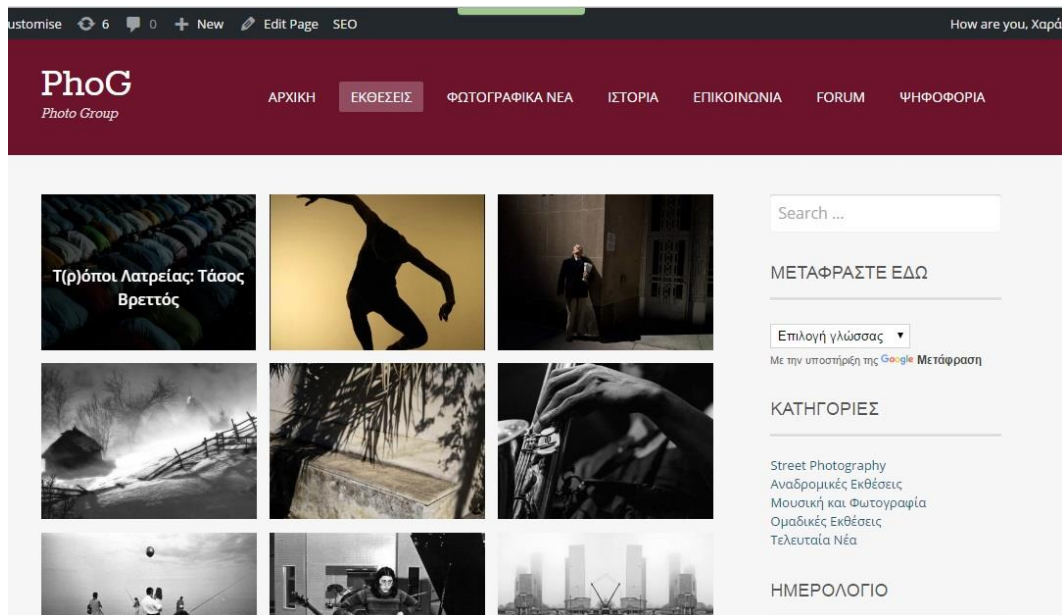 ustomise 6 0 New Edit Page SEO How are you, Χαρά
PhoG
Photo Group
ΑΡΧΙΚΗ ΕΚΘΕΣΕΙΣ ΦΩΤΟΓΡΑΦΙΚΑ ΝΕΑ ΙΣΤΟΡΙΑ ΕΠΙΚΟΙΝΩΝΙΑ FORUM ΨΗΦΟΦΟΡΙΑ
Τ(ρ)όποι Λατρείας: Τάσος
Βρεττός
Search ...
ΜΕΤΑΦΡΑΣΤΕ ΕΔΩ
Επιλογή γλώσσας
Με την υποστήριξη της Google Μετάφραση
ΚΑΤΗΓΟΡΙΕΣ
Street Photography
Αναδρομικές Εκθέσεις
Μουσική και Φωτογραφία
Ομαδικές Εκθέσεις
Τελευταία Νέα
ΗΜΕΡΟΛΟΓΙΟ